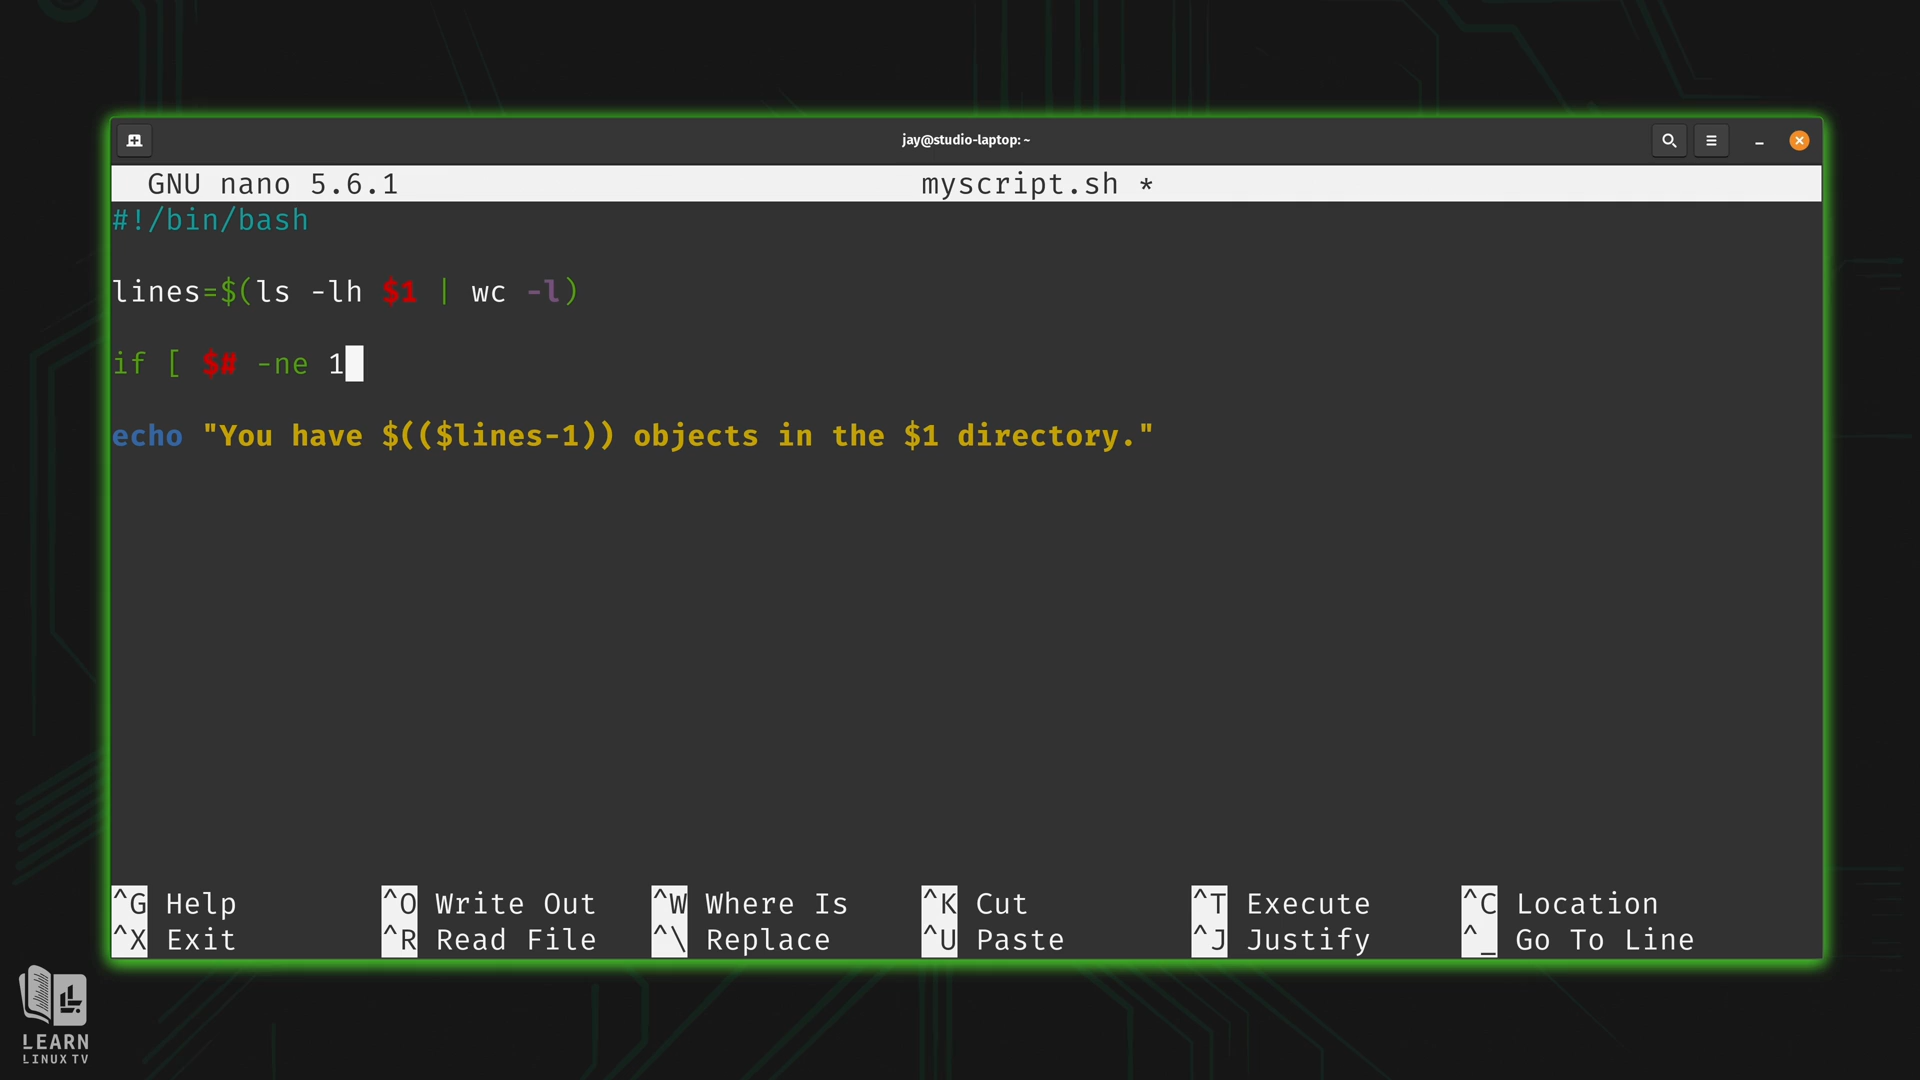 jay@studio-laptop: ~
GNU nano 5.6.1 myscript.sh *
#!/bin/bash
lines=$(ls -lh $1 | wc -l)
if [ $# -ne 1
echo "You have $(($lines-1)) objects in the $1 directory."
^G Help ^O Write Out ^W Where Is ^K Cut ^T Execute ^C Location
^X Exit ^R Read File ^\ Replace ^U Paste ^J Justify ^_ Go To Line
LEARN
LINUX TV